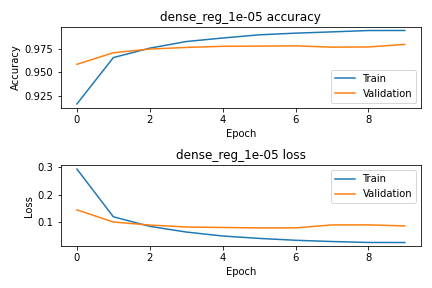 dense_reg_1e-05 accuracy
0.975
0.950
0.925
Accuracy
Train
Validation
0 2 4 6 8
Epoch
dense_reg_1e-05 loss
0.3
0.2
0.1
Loss
Train
Validation
0 2 4 6 8
Epoch